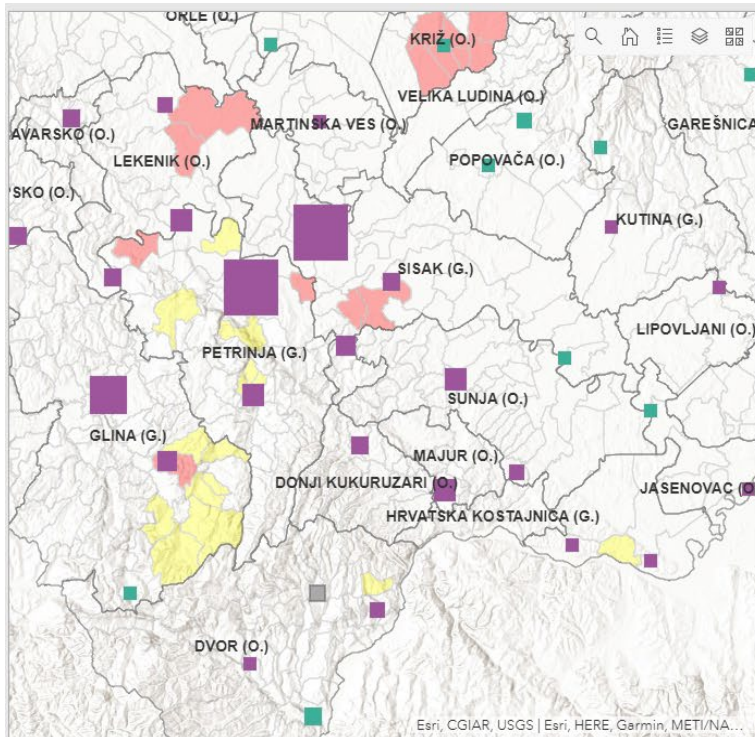 ORLE (O.)
KRIŽ (O.)
VELIKA LUDINA (O.)
GAREŠNICA
AVARSKO (O.)
MARTINSKA VES (O.)
LEKENIK (O.)
POPOVAČA (O.)
PSKO (O.)
KUTINA (G.)
SISAK (G.)
LIPOVLJANI (O.)
PETRINJA (G.)
SUNJA (O.)
GLINA (G.)
MAJUR (O.)
DONJI KUKURUZARI (O.)
JASENOVAC (O
HRVATSKA KOSTAJNICA (G.)
DVOR (O.)
Esri, CGIAR, USGS | Esri, HERE, Garmin, METI/NA...